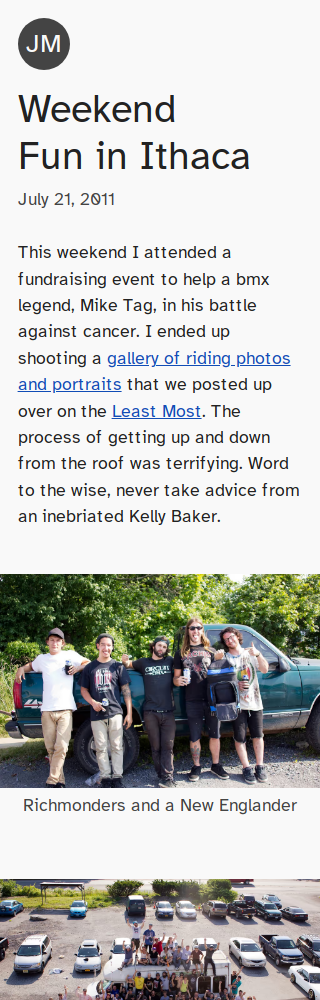 JM
Weekend
Fun in Ithaca
July 21, 2011
This weekend I attended a
fundraising event to help a bmx
legend, Mike Tag, in his battle
against cancer. I ended up
shooting a gallery of riding photos
and portraits that we posted up
over on the Least Most. The
process of getting up and down
from the roof was terrifying. Word
to the wise, never take advice from
an inebriated Kelly Baker.
Richmonders and a New Englander